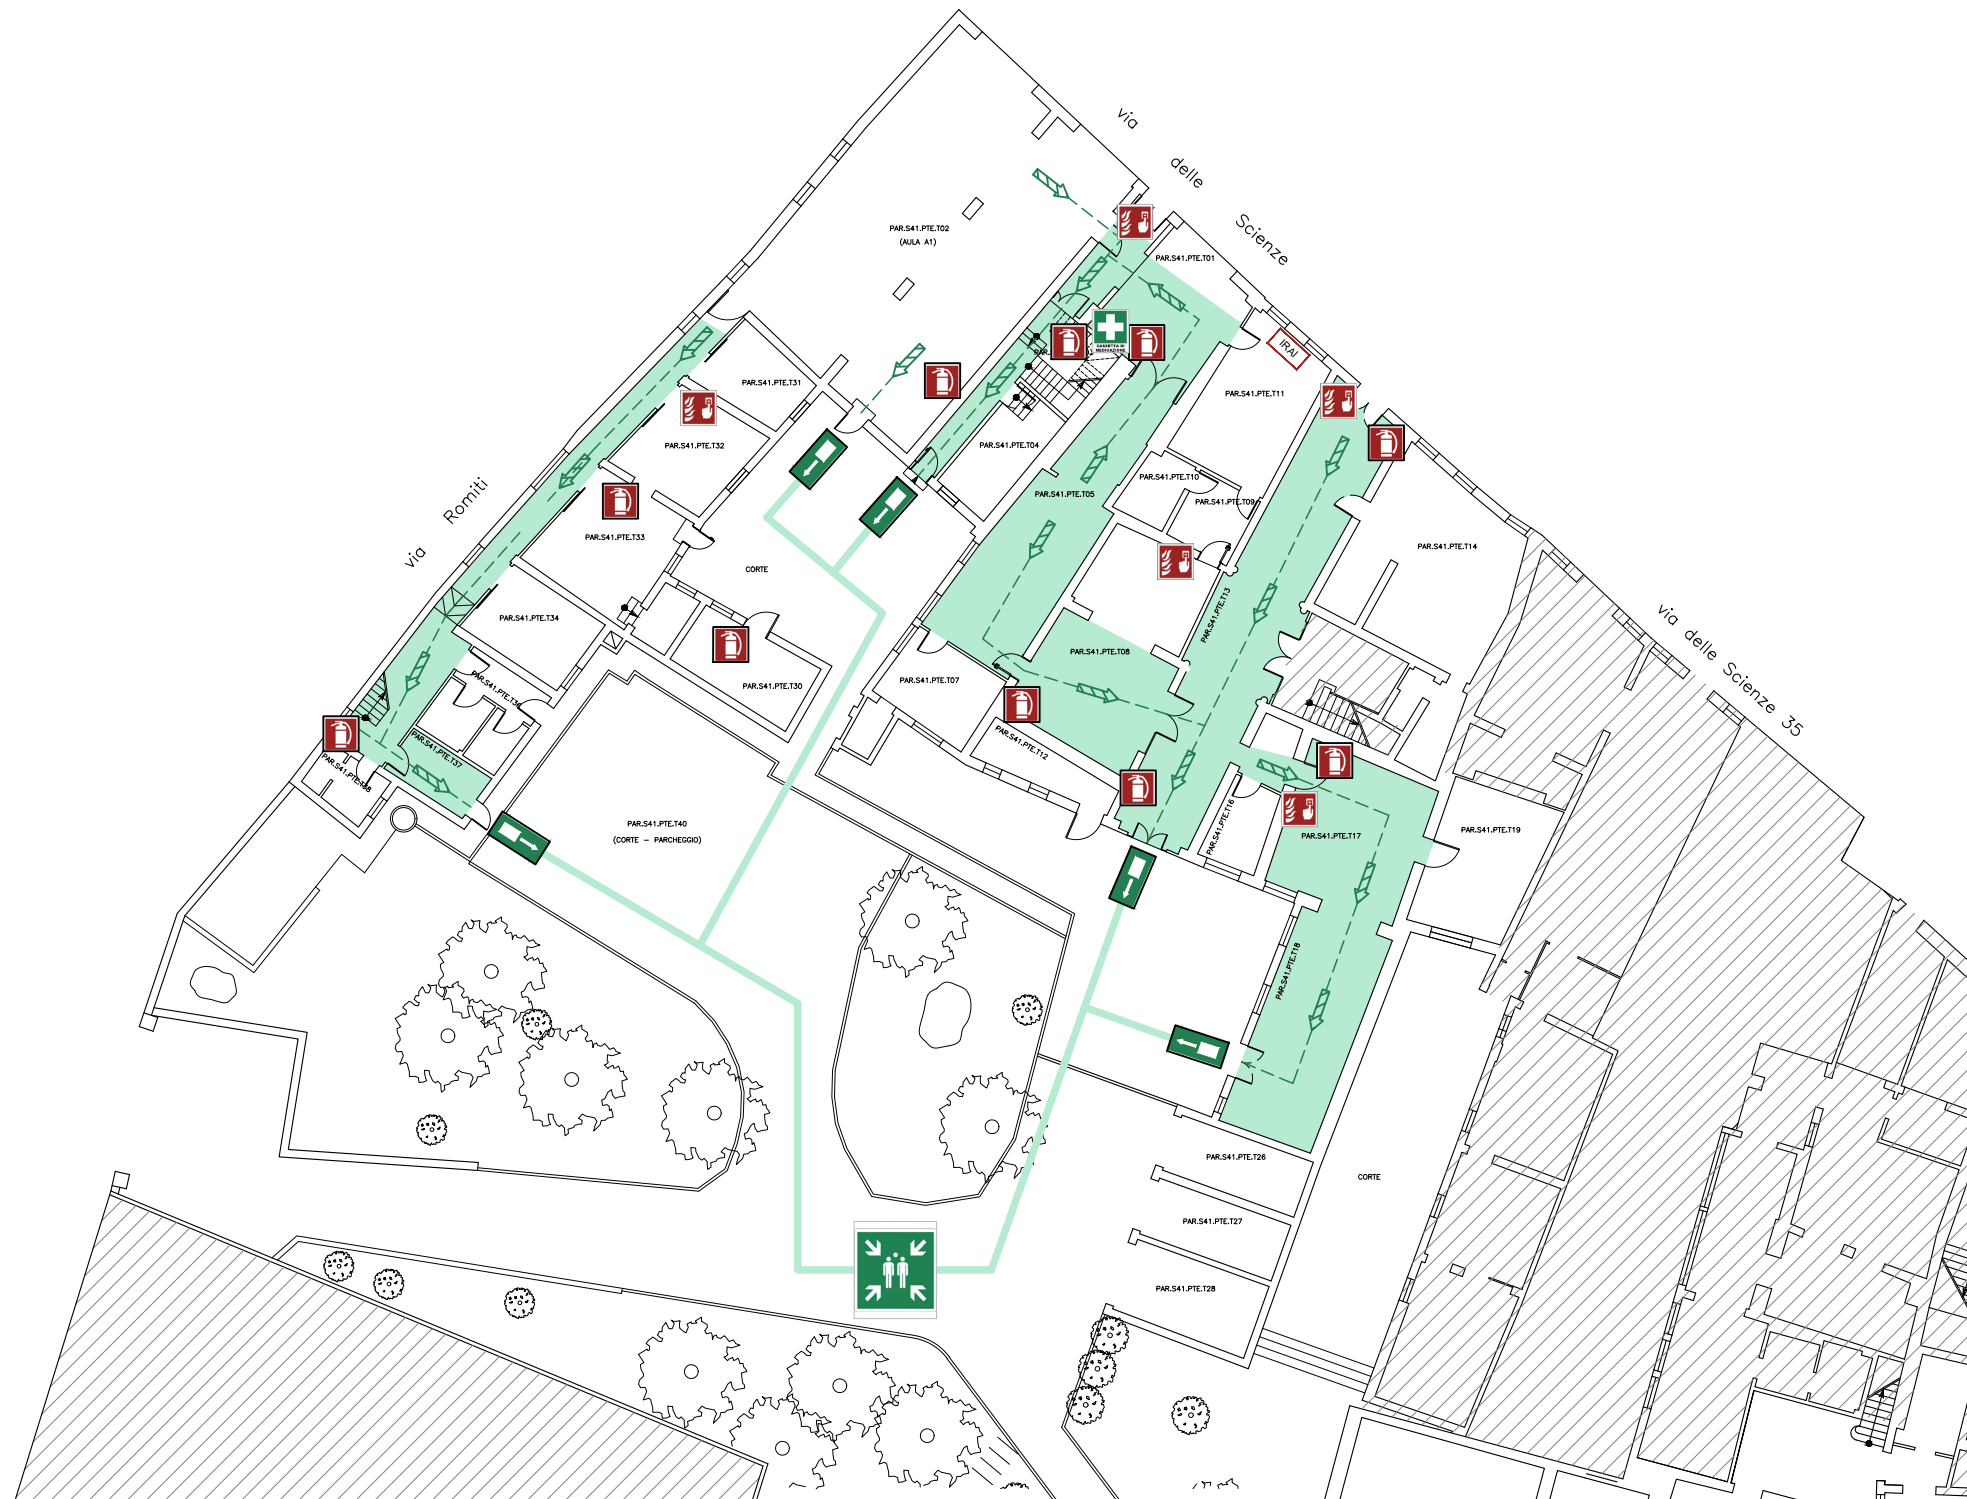 via
delle
Scienze
PAR.S41.PTE.T02
(AULA A1)
PAR.S41.PTE.T01
CASSETTA DI
MEDICAZIONE
IRAI
PAR.S41.PTE.T31
PAR.S41.PTE.T11
PAR.S41.PTE.T32
PAR.S41.PTE.T04
PAR.S41.PTE.T10
PAR.S41.PTE.T05
PAR.S41.PTE.T09
via Romiti
PAR.S41.PTE.T33
PAR.S41.PTE.T14
CORTE
PAR.S41.PTE.T13
PAR.S41.PTE.T34
PAR.S41.PTE.T08
PAR.S41.PTE.T07
PAR.S41.PTE.T30
via delle Scienze 35
PAR.S41.PTE.T12
PAR.S41.PTE.T37
PAR.S41.PTE.T40
(CORTE - PARCHEGGIO)
PAR.S41.PTE.T16
PAR.S41.PTE.T17
PAR.S41.PTE.T19
PAR.S41.PTE.T18
PAR.S41.PTE.T26
CORTE
PAR.S41.PTE.T27
PAR.S41.PTE.T28